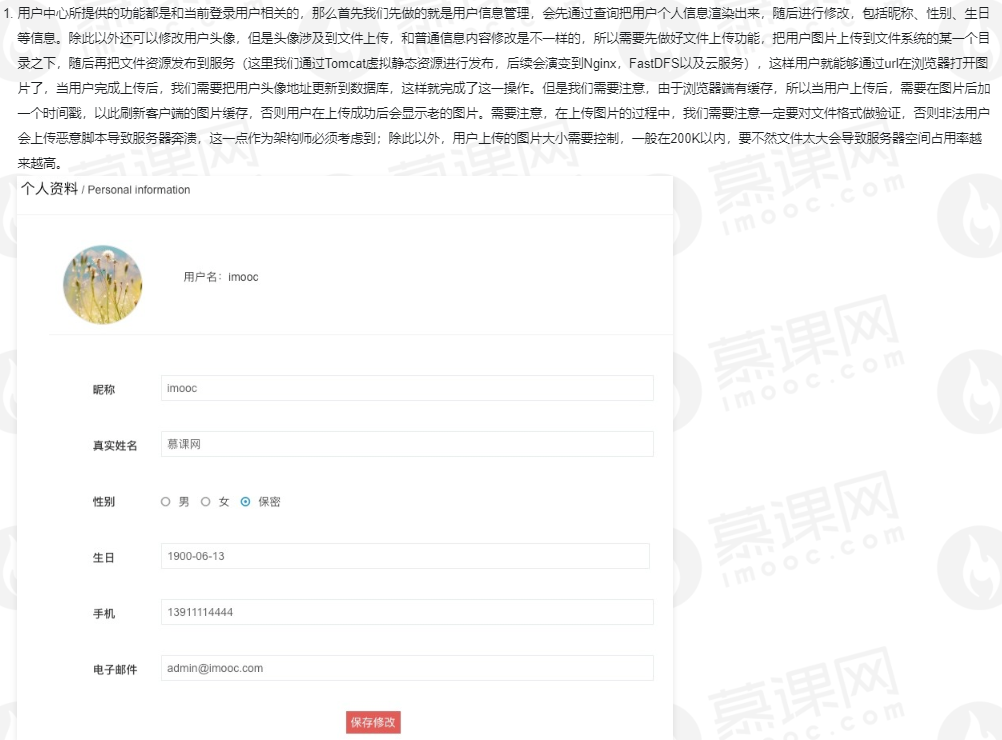 1. 用户中心所提供的功能都是和当前登录用户相关的，那么首先我们先做的就是用户信息管理，会先通过查询把用户个人信息渲染出来，随后进行修改，包括昵称、性别、生日
等信息。除此以外还可以修改用户头像，但是头像涉及到文件上传，和普通信息内容修改是不一样的，所以需要先做好文件上传功能，把用户图片上传到文件系统的某一个目
录之下，随后再把文件资源发布到服务（这里我们通过Tomcat虚拟静态资源进行发布，后续会演变到Nginx，FastDFS以及云服务），这样用户就能够通过url在浏览器打开图
片了，当用户完成上传后，我们需要把用户头像地址更新到数据库，这样就完成了这一操作。但是我们需要注意，由于浏览器端有缓存，所以当用户上传后，需要在图片后加
一个时间戳，以此刷新客户端的图片缓存，否则用户在上传成功后会显示老的图片。需要注意，在上传图片的过程中，我们需要注意一定要对文件格式做验证，否则非法用户
会上传恶意脚本导致服务器奔溃，这一点作为架构师必须考虑到；除此以外，用户上传的图片大小需要控制，一般在200K以内，要不然文件太大会导致服务器空间占用率越
来越高。
个人资料 / Personal information
用户名：imooc
昵称 imooc
真实姓名 慕课网
性别 男 女 保密
生日 1900-06-13
手机 13911114444
电子邮件 admin@imooc.com
保存修改
慕课网
imooc.com
慕课网
imooc.com
慕课网
imooc.com
慕课网
imooc.com